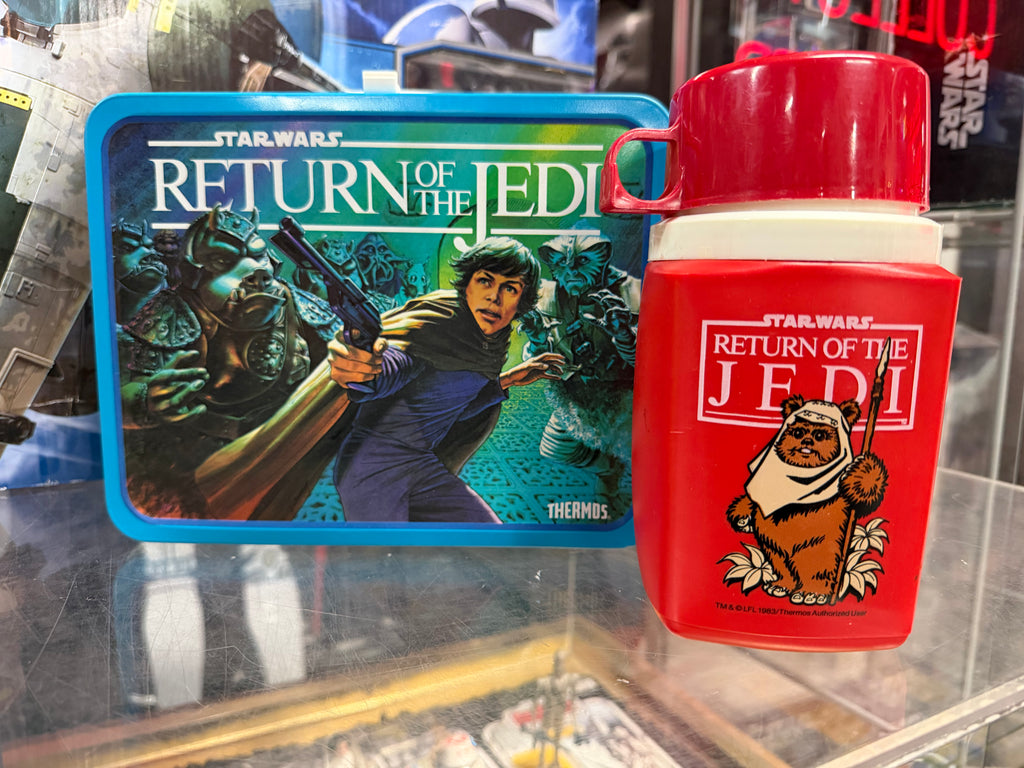 STAR WARS
RETURN OF THE JEDI
THERMOS
STAR WARS
RETURN OF THE
JEDI
TM & © LFL 1983/Thermos Authorized User
STAR
WARS